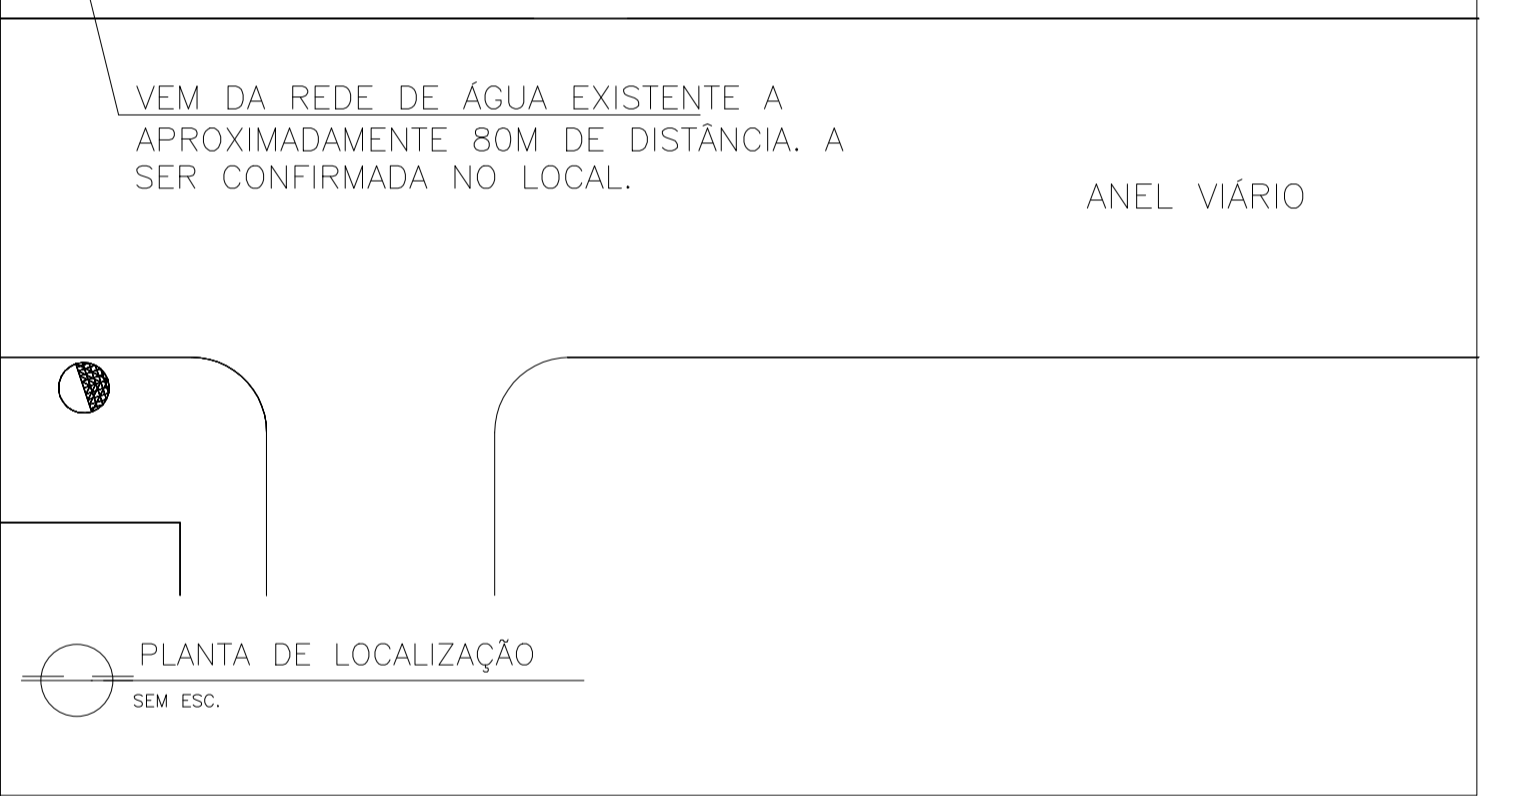 VEM DA REDE DE ÁGUA EXISTENTE A
APROXIMADAMENTE 80M DE DISTÂNCIA. A
SER CONFIRMADA NO LOCAL.
ANEL VIÁRIO
PLANTA DE LOCALIZAÇÃO
SEM ESC.